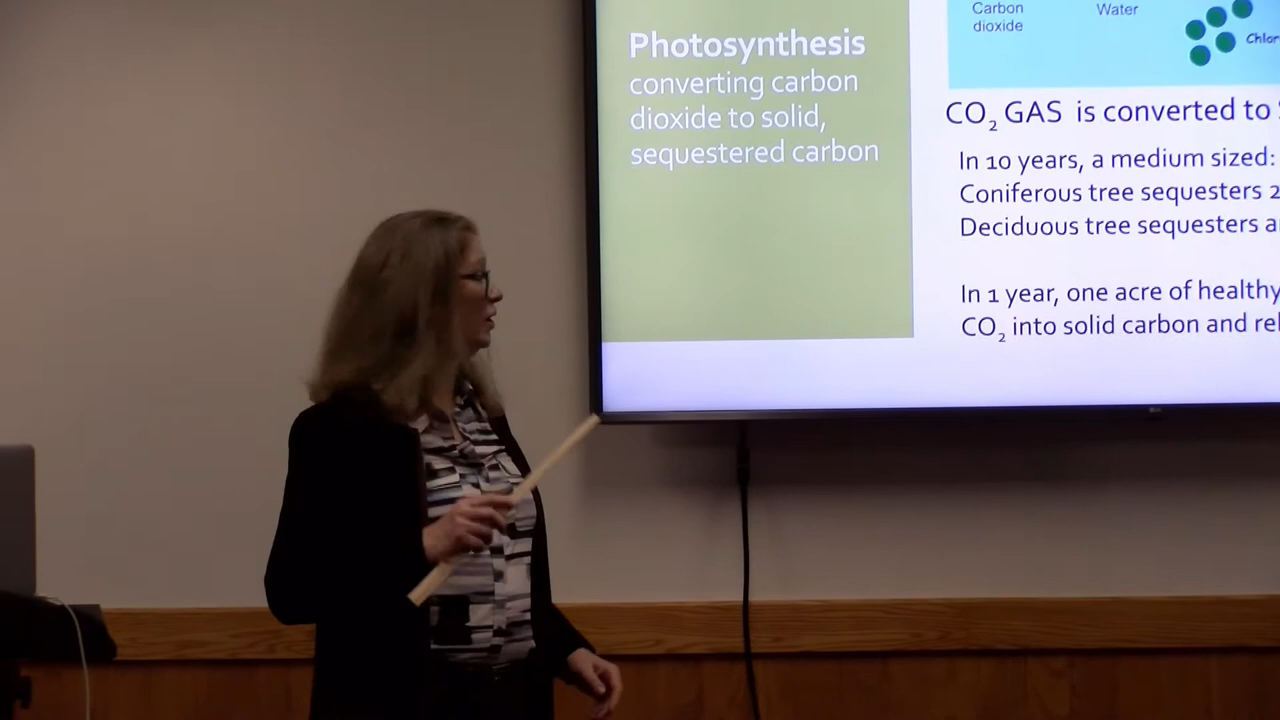 Photosynthesis
converting carbon
dioxide to solid,
sequestered carbon
Carbon
dioxide
Water
CO₂ GAS is converted to
In 10 years, a medium sized:
Coniferous tree sequesters 2
Deciduous tree sequesters
In 1 year, one acre of healthy
CO₂ into solid carbon and